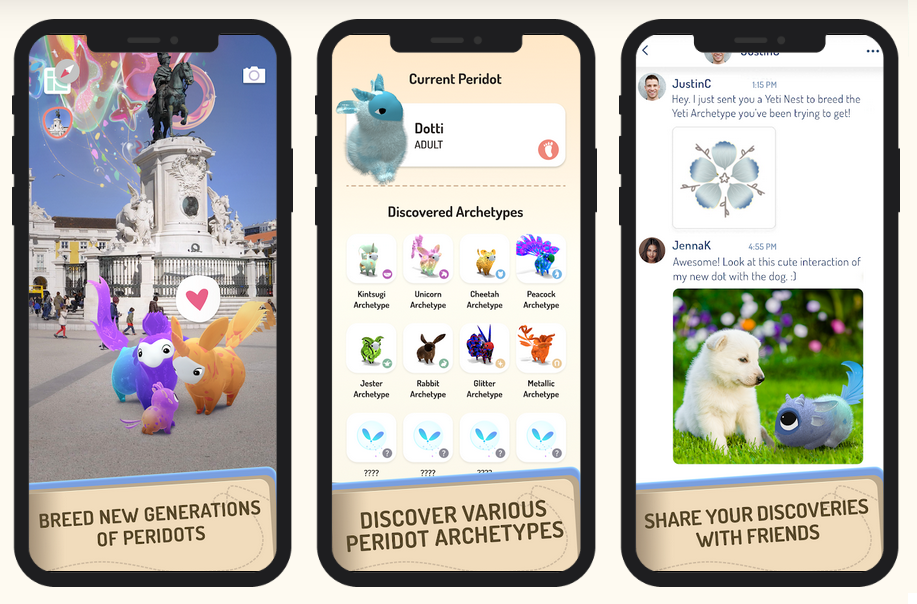 BREED NEW GENERATIONS
OF PERIDOTS
Current Peridot
Dotti
ADULT
Discovered Archetypes
Kintsugi Archetype
Unicorn Archetype
Cheetah Archetype
Peacock Archetype
Jester Archetype
Rabbit Archetype
Glitter Archetype
Metallic Archetype
? ? ? ?
???? ???? ????
DISCOVER VARIOUS
PERIDOT ARCHETYPES
JustinC
JustinC 1:15 PM
Hey. I just sent you a Yeti Nest to breed the
Yeti Archetype you've been trying to get!
JennaK 4:55 PM
Awesome! Look at this cute interaction of
my new dot with the dog. :)
SHARE YOUR DISCOVERIES
WITH FRIENDS